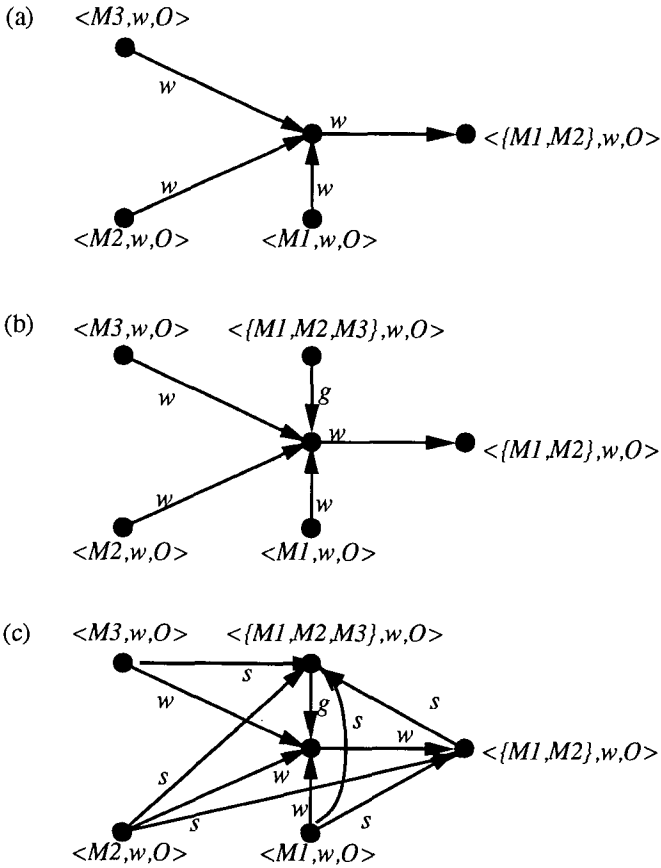 (a)
<M3,w,O>
w
w
<{M1,M2},w,O>
w
w
<M2,w,O>
<M1,w,O>
(b)
<M3,w,O>
<{M1,M2,M3},w,O>
g
w
w
<{M1,M2},w,O>
w
w
<M2,w,O>
<M1,w,O>
(c)
<M3,w,O>
<{M1,M2,M3},w,O>
s
w
g
s
s
w
<{M1,M2},w,O>
s
w
w
s
s
<M2,w,O>
<M1,w,O>